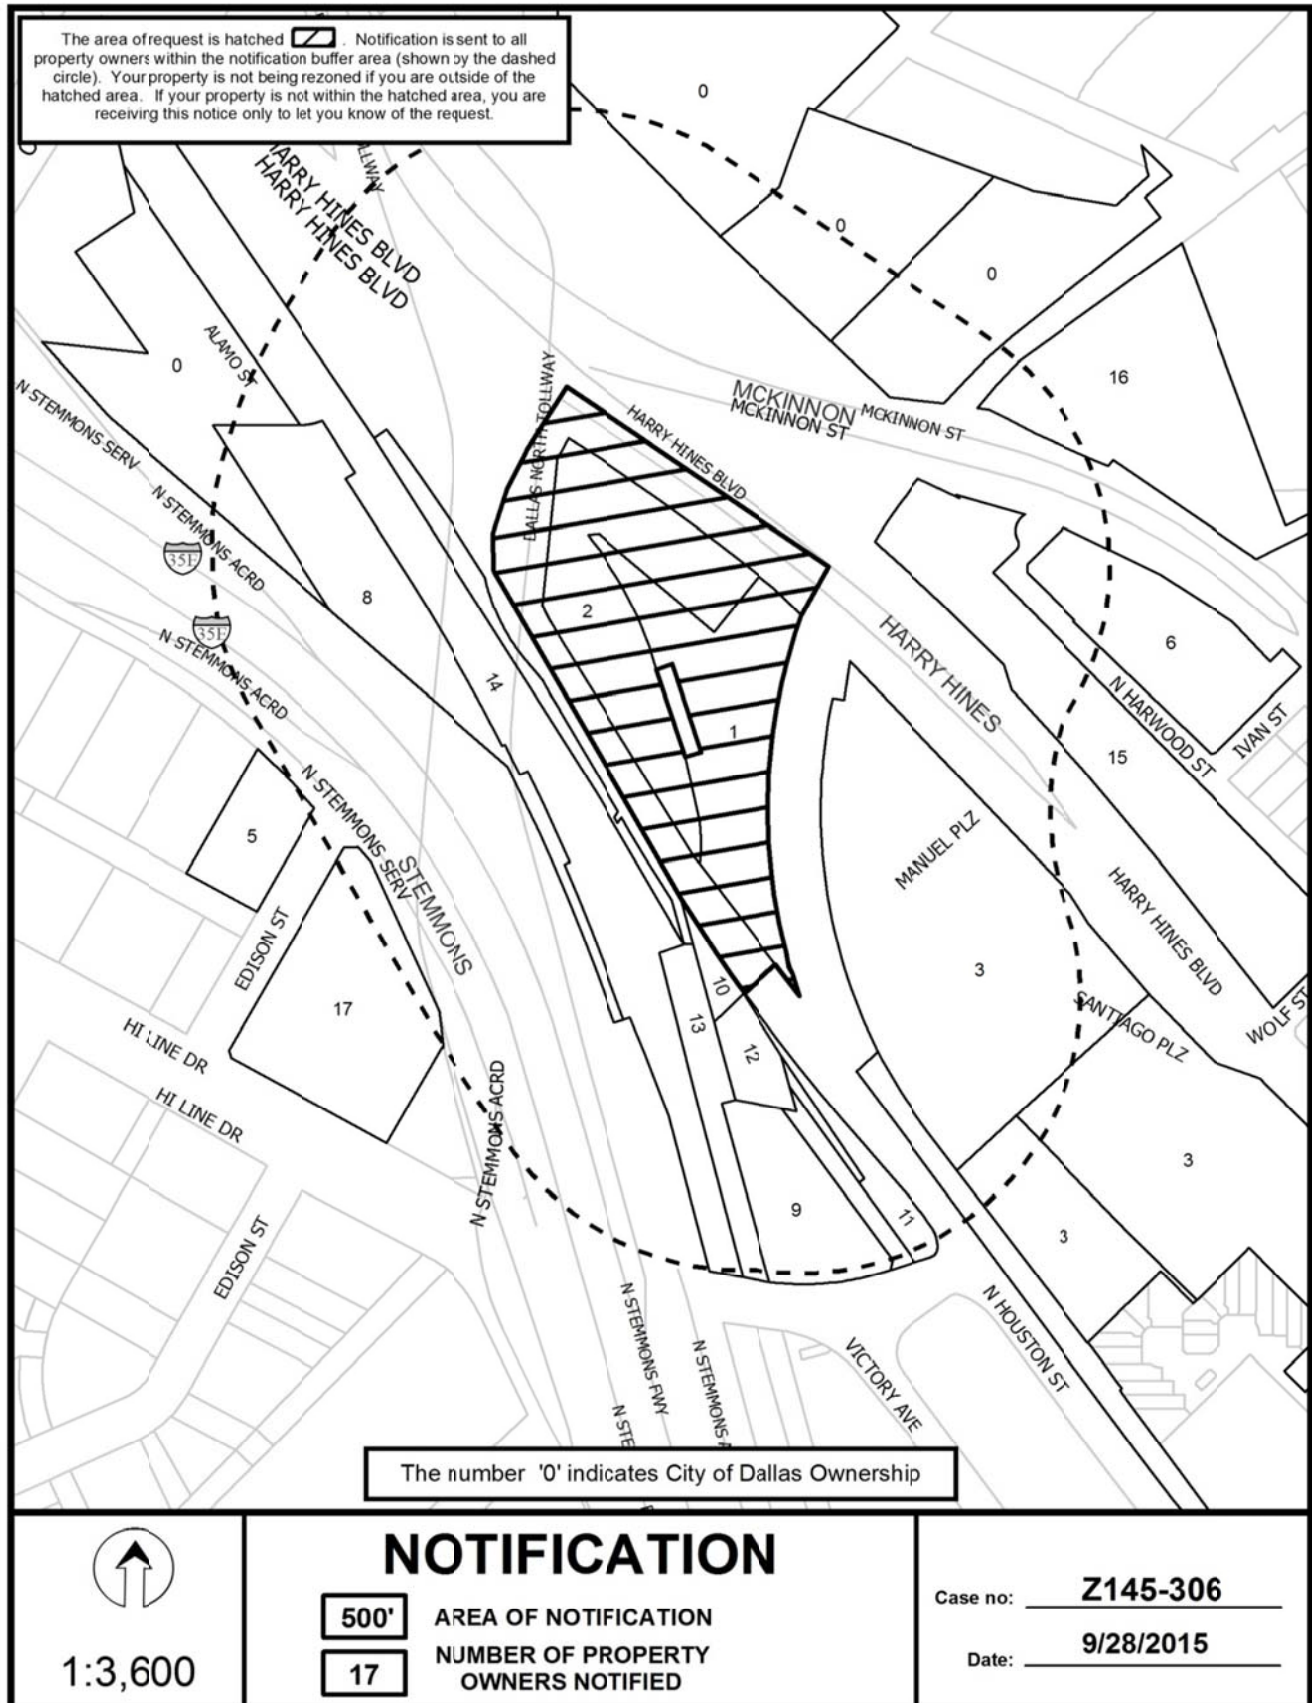 The area of request is hatched . Notification is sent to all
property owners within the notification buffer area (shown by the dashed
circle). Your property is not being rezoned if you are outside of the
hatched area. If your property is not within the hatched area, you are
receiving this notice only to let you know of the request.
0
LLWAY
HARRY HINES BLVD
HARRY HINES BLVD
0
0
ALAMO ST
0
16
N STEMMONS SERV
DALLAS NORTH TOLLWAY
HARRY HINES BLVD
MCKINNON
MCKINNON ST
MCKINNON ST
N STEMMONS ACRD
35E
8
2
35E
N STEMMONS ACRD
14
1
HARRY HINES
6
N HARWOOD ST
IVAN ST
15
N STEMMONS SERV
STEMMONS
5
MANUEL PLZ
HARRY HINES BLVD
EDISON ST
17
10
13
12
3
SANTIAGO PLZ
WOLF ST
HI LINE DR
HI LINE DR
N STEMMONS ACRD
3
9
11
3
EDISON ST
N STEMMONS FWY
N STEMMONS A
N STE
VICTORY AVE
N HOUSTON ST
The number '0' indicates City of Dallas Ownership
1:3,600
NOTIFICATION
500' AREA OF NOTIFICATION
17 NUMBER OF PROPERTY
OWNERS NOTIFIED
Case no: Z145-306
Date: 9/28/2015